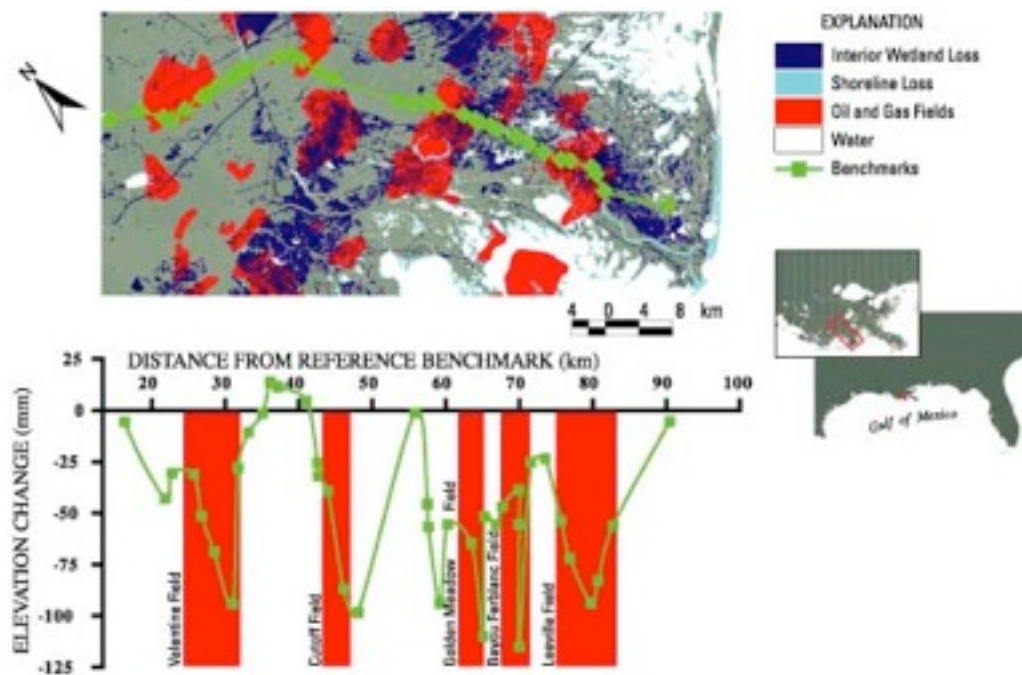 EXPLANATION
Interior Wetland Loss
Shoreline Loss
Oil and Gas Fields
Water
Benchmarks
N
4 0 4 8 km
Gulf of Mexico
DISTANCE FROM REFERENCE BENCHMARK (km)
20 30 40 50 60 70 80 90 100
ELEVATION CHANGE (mm)
25
0
-25
-50
-75
-100
-125
Valentine Field
Cutoff Field
Golden Meadow Field
Bayou Ferblanc Field
Leeville Field